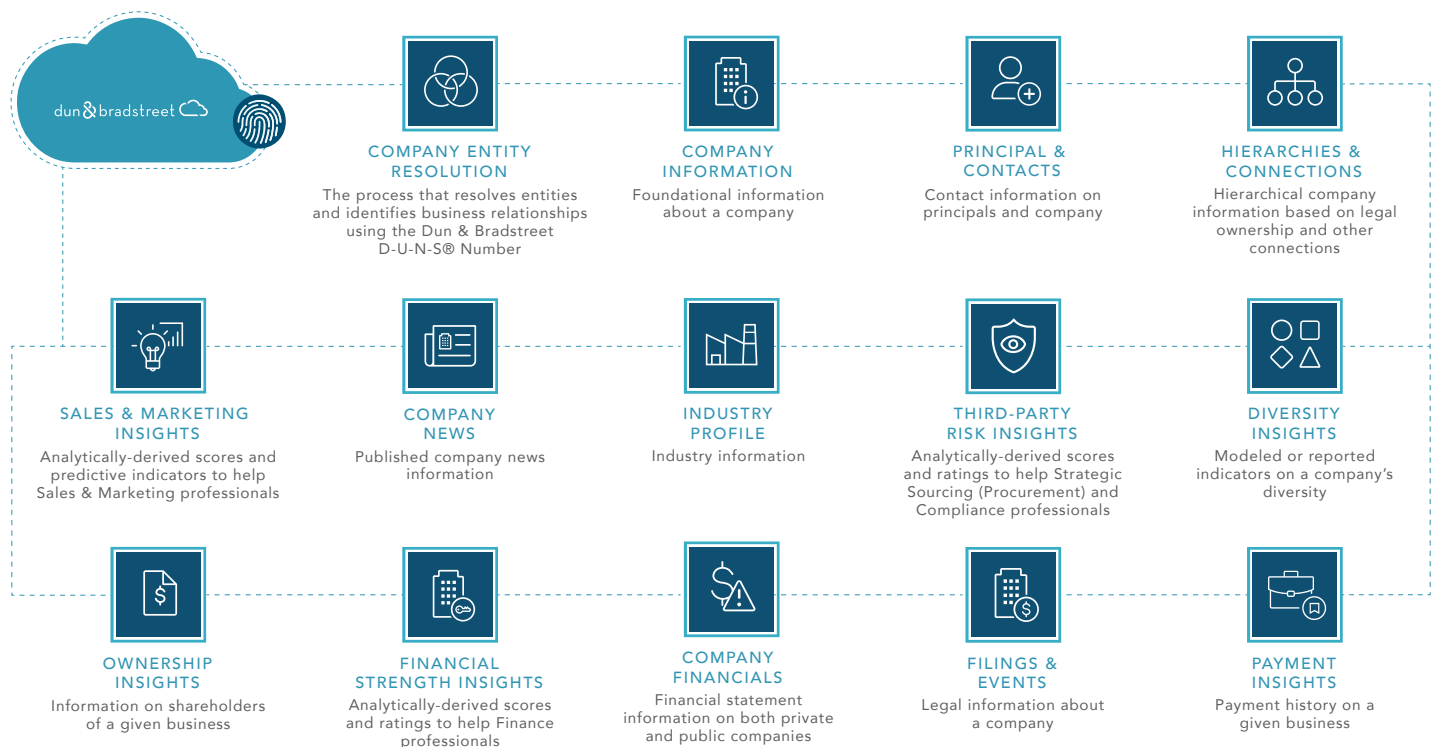 dun&bradstreet
COMPANY ENTITY
RESOLUTION
The process that resolves entities
and identifies business relationships
using the Dun & Bradstreet
D-U-N-S® Number
COMPANY
INFORMATION
Foundational information
about a company
PRINCIPAL &
CONTACTS
Contact information on
principals and company
HIERARCHIES &
CONNECTIONS
Hierarchical company
information based on legal
ownership and other
connections
SALES & MARKETING
INSIGHTS
Analytically-derived scores and
predictive indicators to help
Sales & Marketing professionals
COMPANY
NEWS
Published company news
information
INDUSTRY
PROFILE
Industry information
THIRD-PARTY
RISK INSIGHTS
Analytically-derived scores
and ratings to help Strategic
Sourcing (Procurement) and
Compliance professionals
DIVERSITY
INSIGHTS
Modeled or reported
indicators on a company’s
diversity
OWNERSHIP
INSIGHTS
Information on shareholders
of a given business
FINANCIAL
STRENGTH INSIGHTS
Analytically-derived scores
and ratings to help Finance
professionals
COMPANY
FINANCIALS
Financial statement
information on both private
and public companies
FILINGS &
EVENTS
Legal information about
a company
PAYMENT
INSIGHTS
Payment history on a
given business